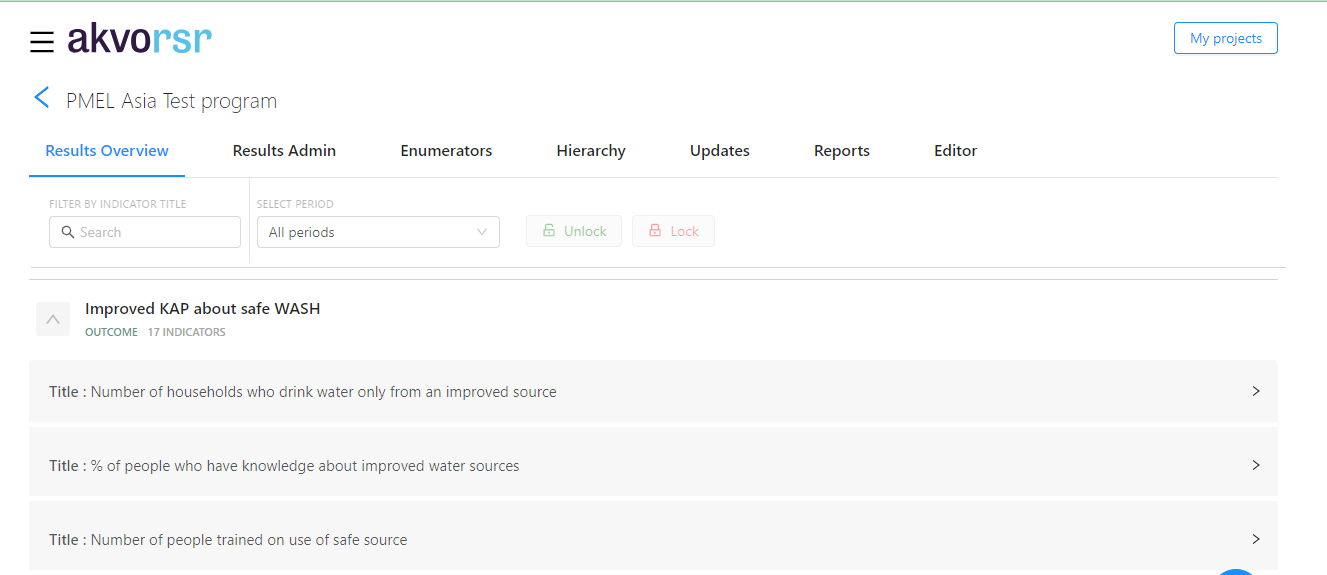 akvorsr
My projects
PMEL Asia Test program
Results Overview Results Admin Enumerators Hierarchy Updates Reports Editor
FILTER BY INDICATOR TITLE SELECT PERIOD
Search All periods Unlock Lock
Improved KAP about safe WASH
OUTCOME 17 INDICATORS
Title : Number of households who drink water only from an improved source
Title : % of people who have knowledge about improved water sources
Title : Number of people trained on use of safe source